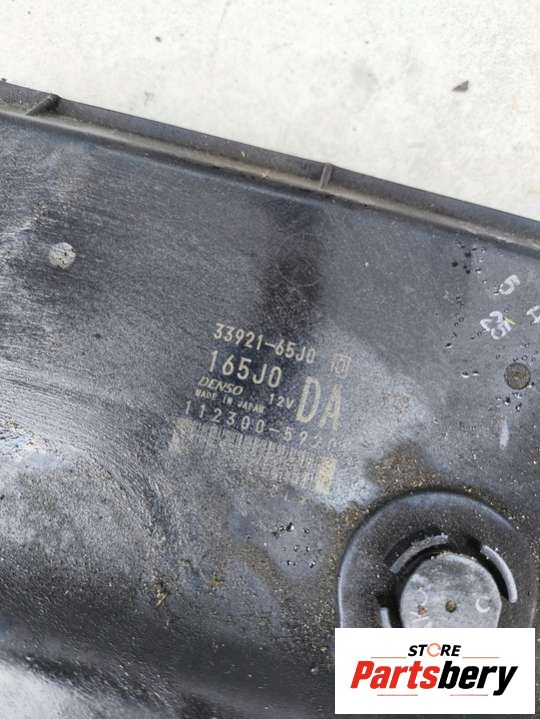 33921-65J0
165J0 DA
DENSO 12V
MADE IN JAPAN
STORE
Partsbery